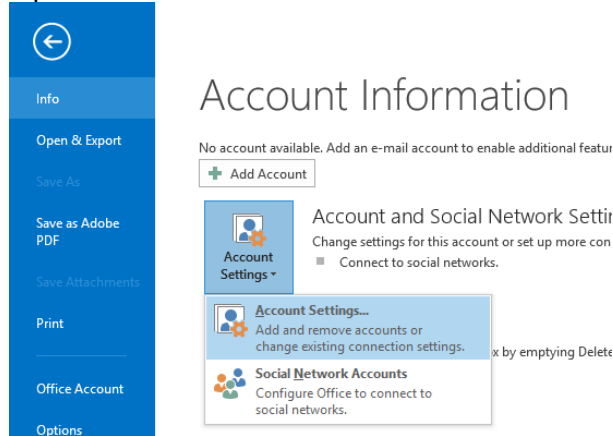 Info
Open & Export
Save As
Save as Adobe
PDF
Save Attachments
Print
Office Account
Options
Account Information
No account available. Add an e-mail account to enable additional featur
Add Account
Account
Settings
Account and Social Network Settin
Change settings for this account or set up more con
Connect to social networks.
Account Settings...
Add and remove accounts or
change existing connection settings.
Social Network Accounts
Configure Office to connect to
social networks.
x by emptying Delete